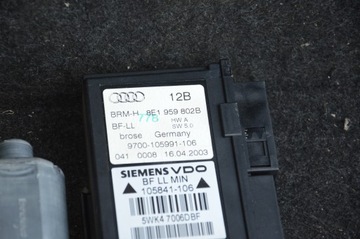 12B
BRM-H 8E1 959 802B
BF-LL 77B HW A
SW 5.0
brose Germany
9700-105991-106
041 0008 16.04.2003
SIEMENS VDO
BF LL MIN
105841-106
5WK47006DBF